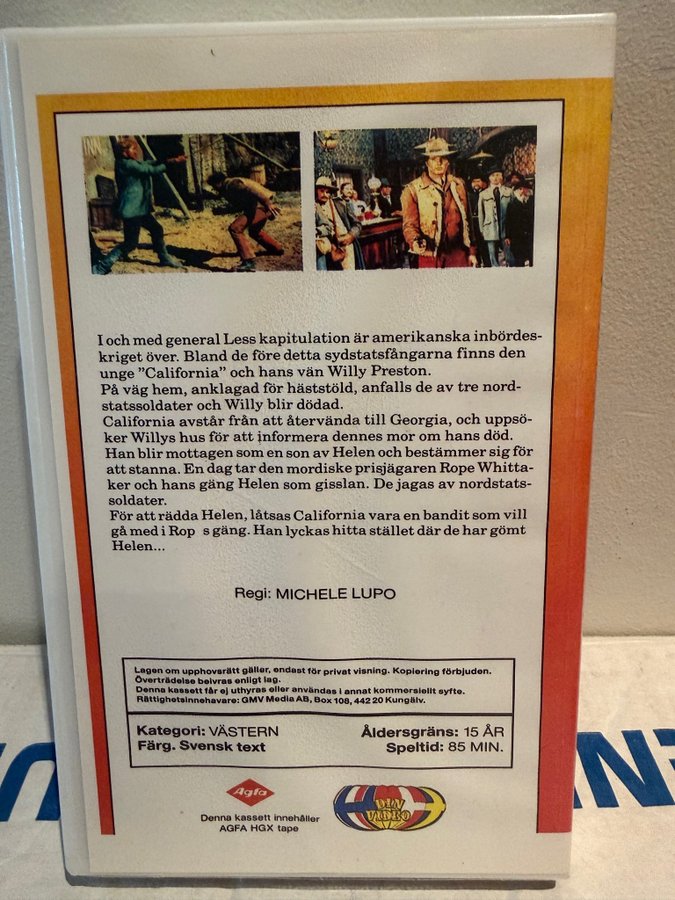 INK
I och med general Less kapitulation är amerikanska inbördes-
kriget över. Bland de före detta sydstatsfångarna finns den
unge "California" och hans vän Willy Preston.
På väg hem, anklagad för häststöld, anfalls de av tre nord-
statssoldater och Willy blir dödad.
California avstår från att återvända till Georgia, och uppsö-
ker Willys hus för att informera dennes mor om hans död.
Han blir mottagen som en son av Helen och bestämmer sig för
att stanna. En dag tar den mordiske prisjägaren Rope Whitta-
ker och hans gäng Helen som gisslan. De jagas av nordstats-
soldater.
För att rädda Helen, låtsas California vara en bandit som vill
gå med i Rop s gäng. Han lyckas hitta stället där de har gömt
Helen...
Regi: MICHELE LUPO
Lagen om upphovsrätt gäller, endast för privat visning. Kopiering förbjuden.
Överträdelse beivras enligt lag.
Denna kassett får ej uthyras eller användas i annat kommersiellt syfte.
Rättighetsinnehavare: GMV Media AB, Box 108, 442 20 Kungälv.
Kategori: VÄSTERN Åldersgräns: 15 ÅR
Färg. Svensk text Speltid: 85 MIN.
Agfa
Denna kassett innehåller
AGFA HGX tape
VIDEO